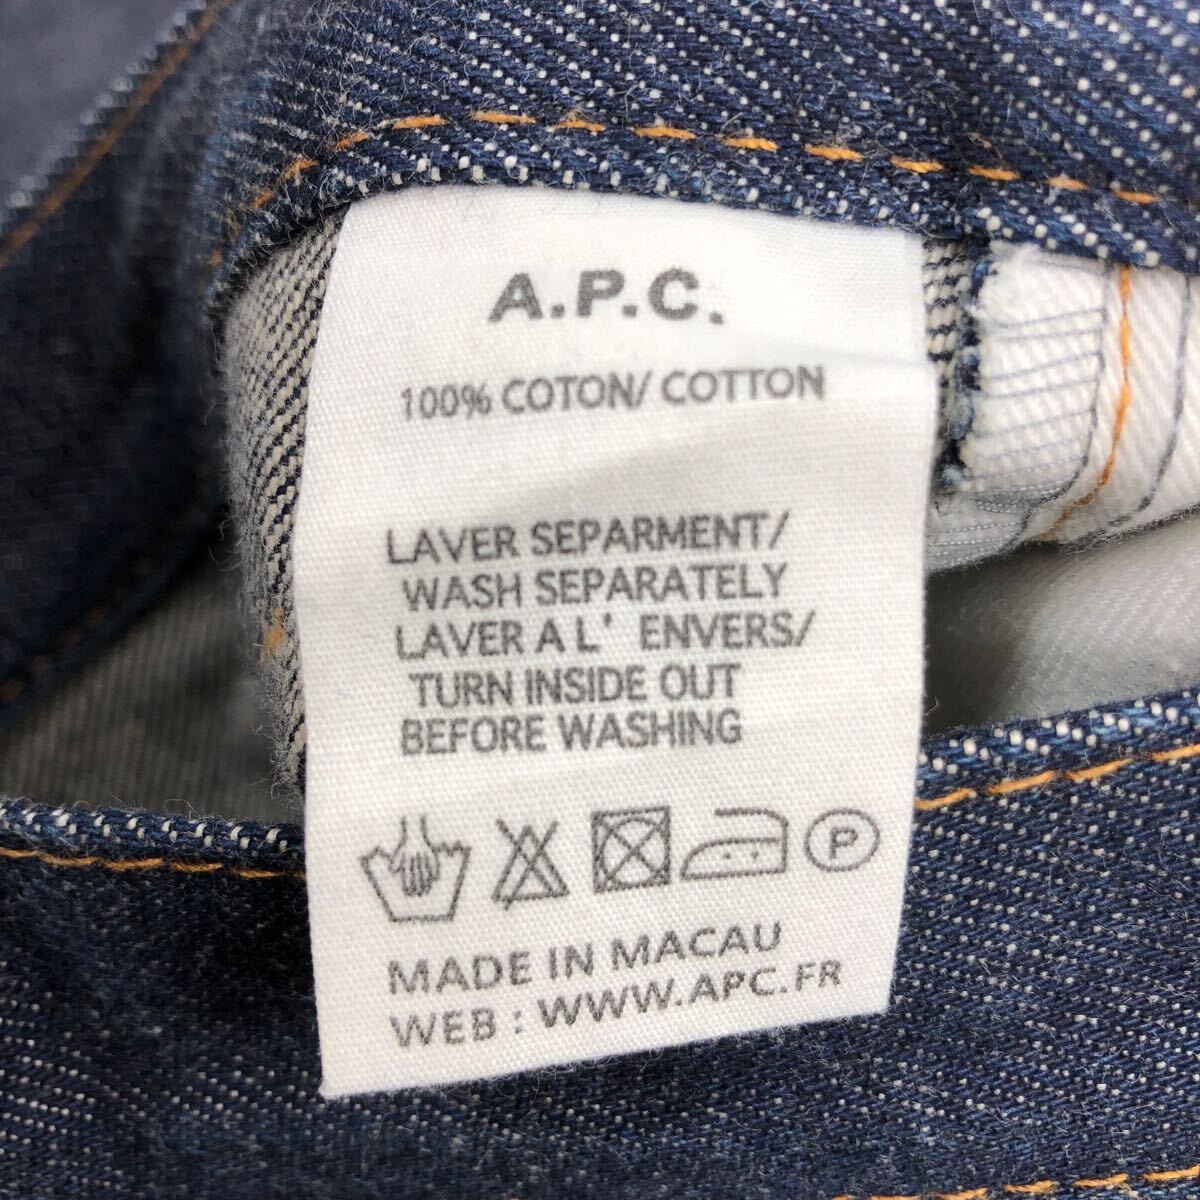 A.P.C.
100% COTON/ COTTON
LAVER SEPARMENT/
WASH SEPARATELY
LAVER A L' ENVERS/
TURN INSIDE OUT
BEFORE WASHING
P
MADE IN MACAU
WEB : WWW.APC.FR